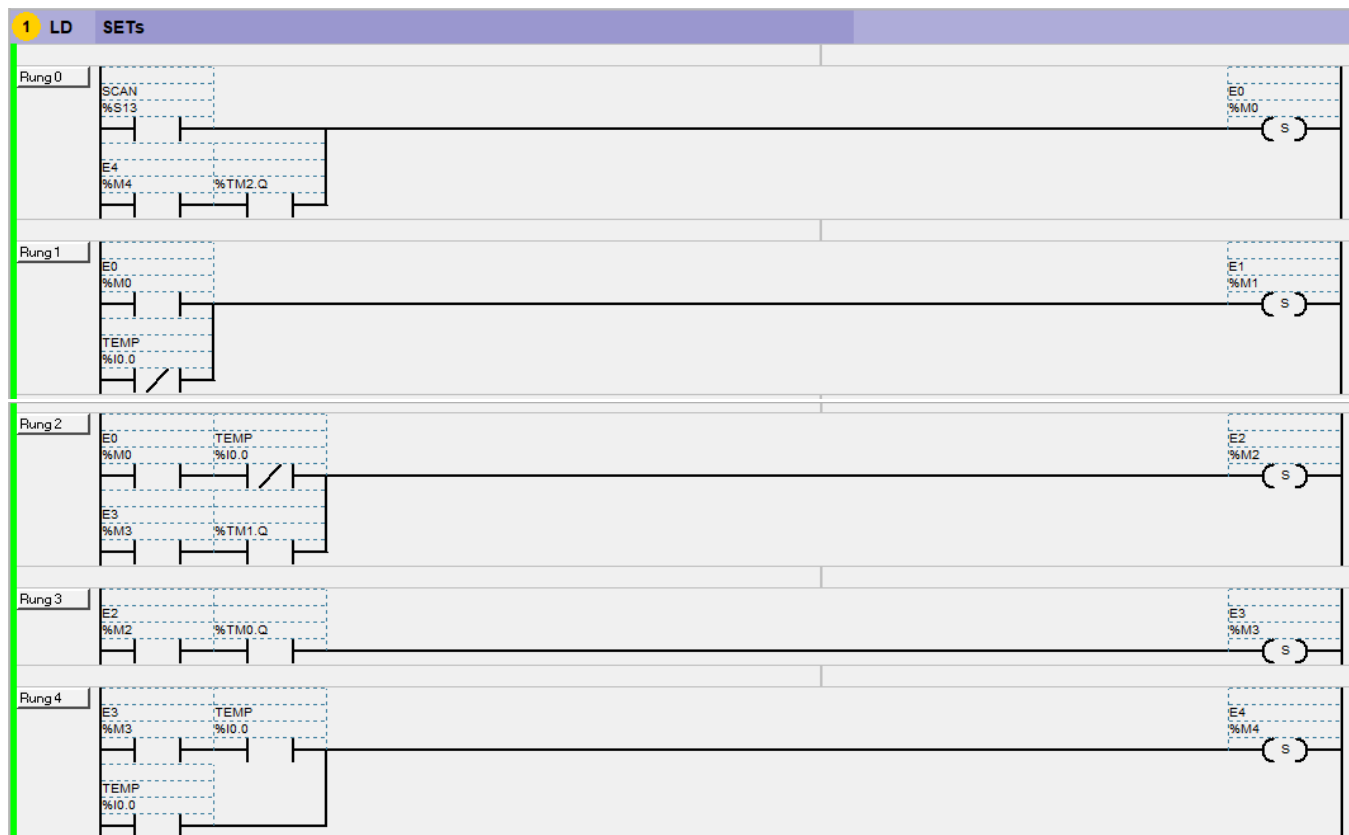 1 LD SETs
Rung 0
SCAN
%S13
E0
%M0
S
E4
%M4 %TM2.Q
Rung 1
E0
%M0
E1
%M1
S
TEMP
%I0.0
Rung 2
E0 TEMP
%M0 %I0.0
E2
%M2
S
E3
%M3 %TM1.Q
Rung 3
E2
%M2 %TM0.Q
E3
%M3
S
Rung 4
E3 TEMP
%M3 %I0.0
E4
%M4
S
TEMP
%I0.0